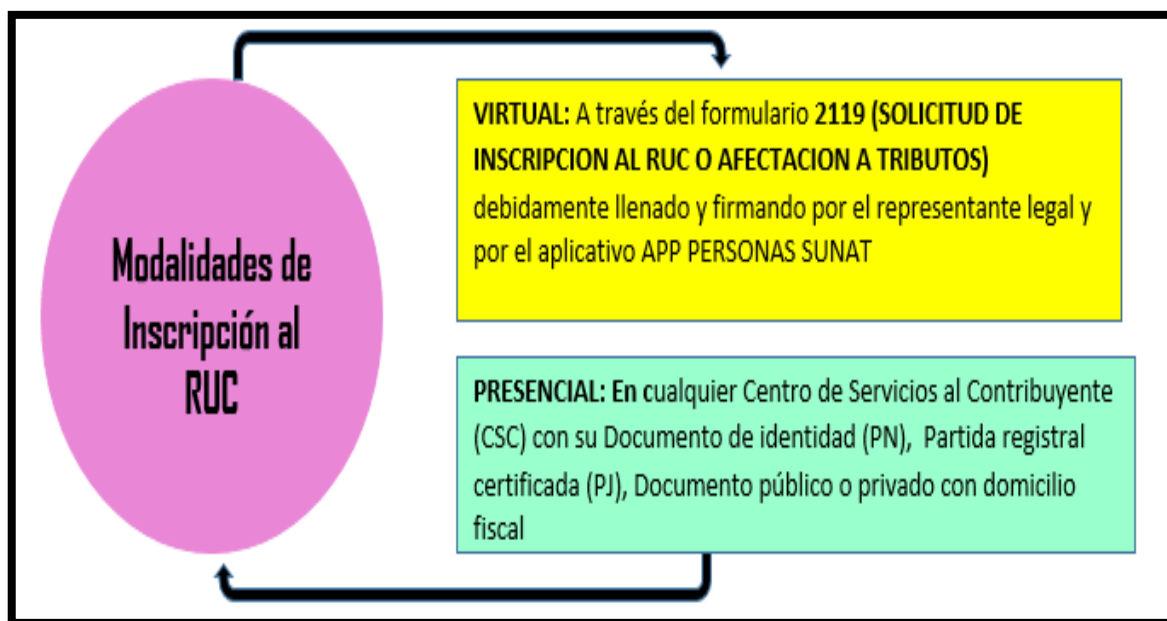 Modalidades de
Inscripción al
RUC
VIRTUAL: A través del formulario 2119 (SOLICITUD DE
INSCRIPCION AL RUC O AFECTACION A TRIBUTOS)
debidamente llenado y firmando por el representante legal y
por el aplicativo APP PERSONAS SUNAT
PRESENCIAL: En cualquier Centro de Servicios al Contribuyente
(CSC) con su Documento de identidad (PN), Partida registral
certificada (PJ), Documento público o privado con domicilio
fiscal